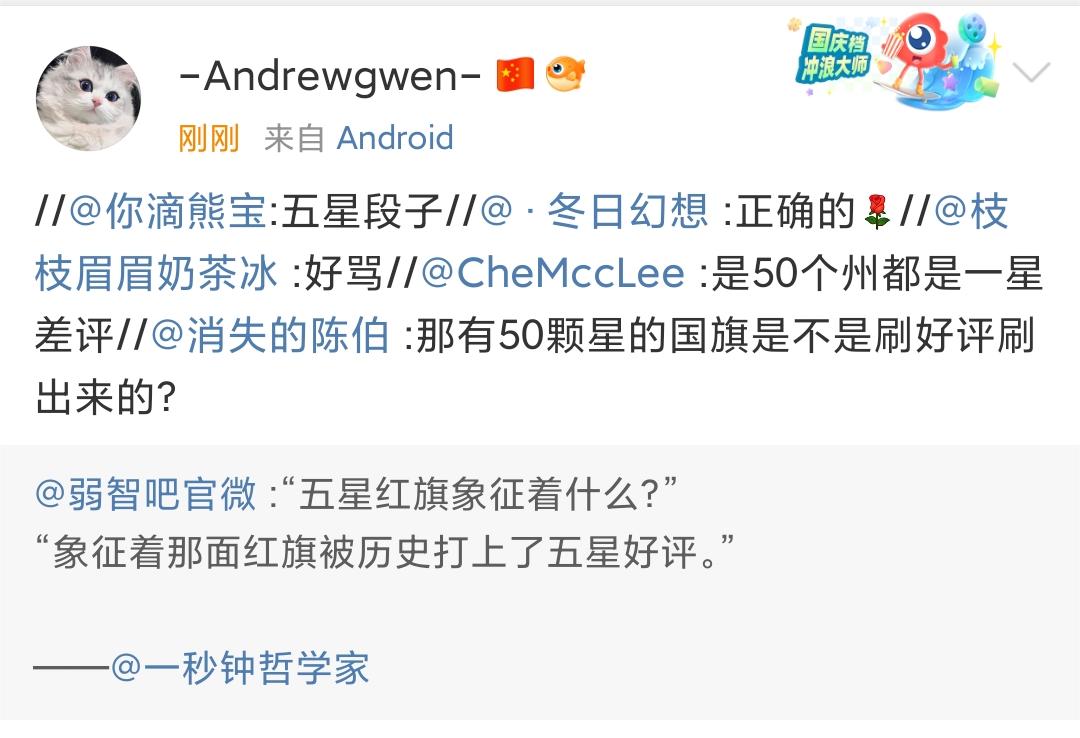 -Andrewgwen-
国庆档
冲浪大师
刚刚 来自 Android
//@你滴熊宝:五星段子//@ · 冬日幻想 :正确的🌹//@枝
枝眉眉奶茶冰 :好骂//@CheMccLee :是50个州都是一星
差评//@消失的陈伯 :那有50颗星的国旗是不是刷好评刷
出来的?
@弱智吧官微 :“五星红旗象征着什么?”
“象征着那面红旗被历史打上了五星好评。”
——@一秒钟哲学家